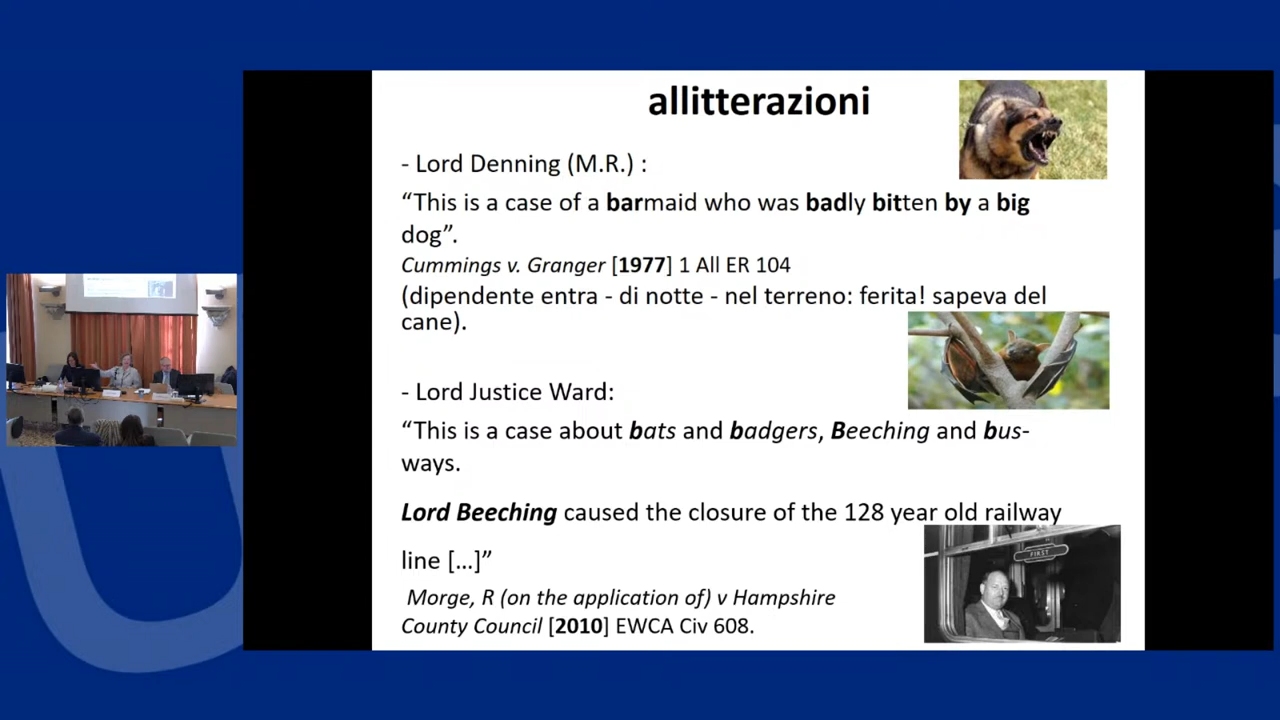 allitterazioni
- Lord Denning (M.R.) :
“This is a case of a barmaid who was badly bitten by a big
dog”.
Cummings v. Granger [1977] 1 All ER 104
(dipendente entra - di notte - nel terreno: ferita! sapeva del
cane).
- Lord Justice Ward:
“This is a case about bats and badgers, Beeching and bus-
ways.
Lord Beeching caused the closure of the 128 year old railway
line [...]”
FIRST
Morge, R (on the application of) v Hampshire
County Council [2010] EWCA Civ 608.